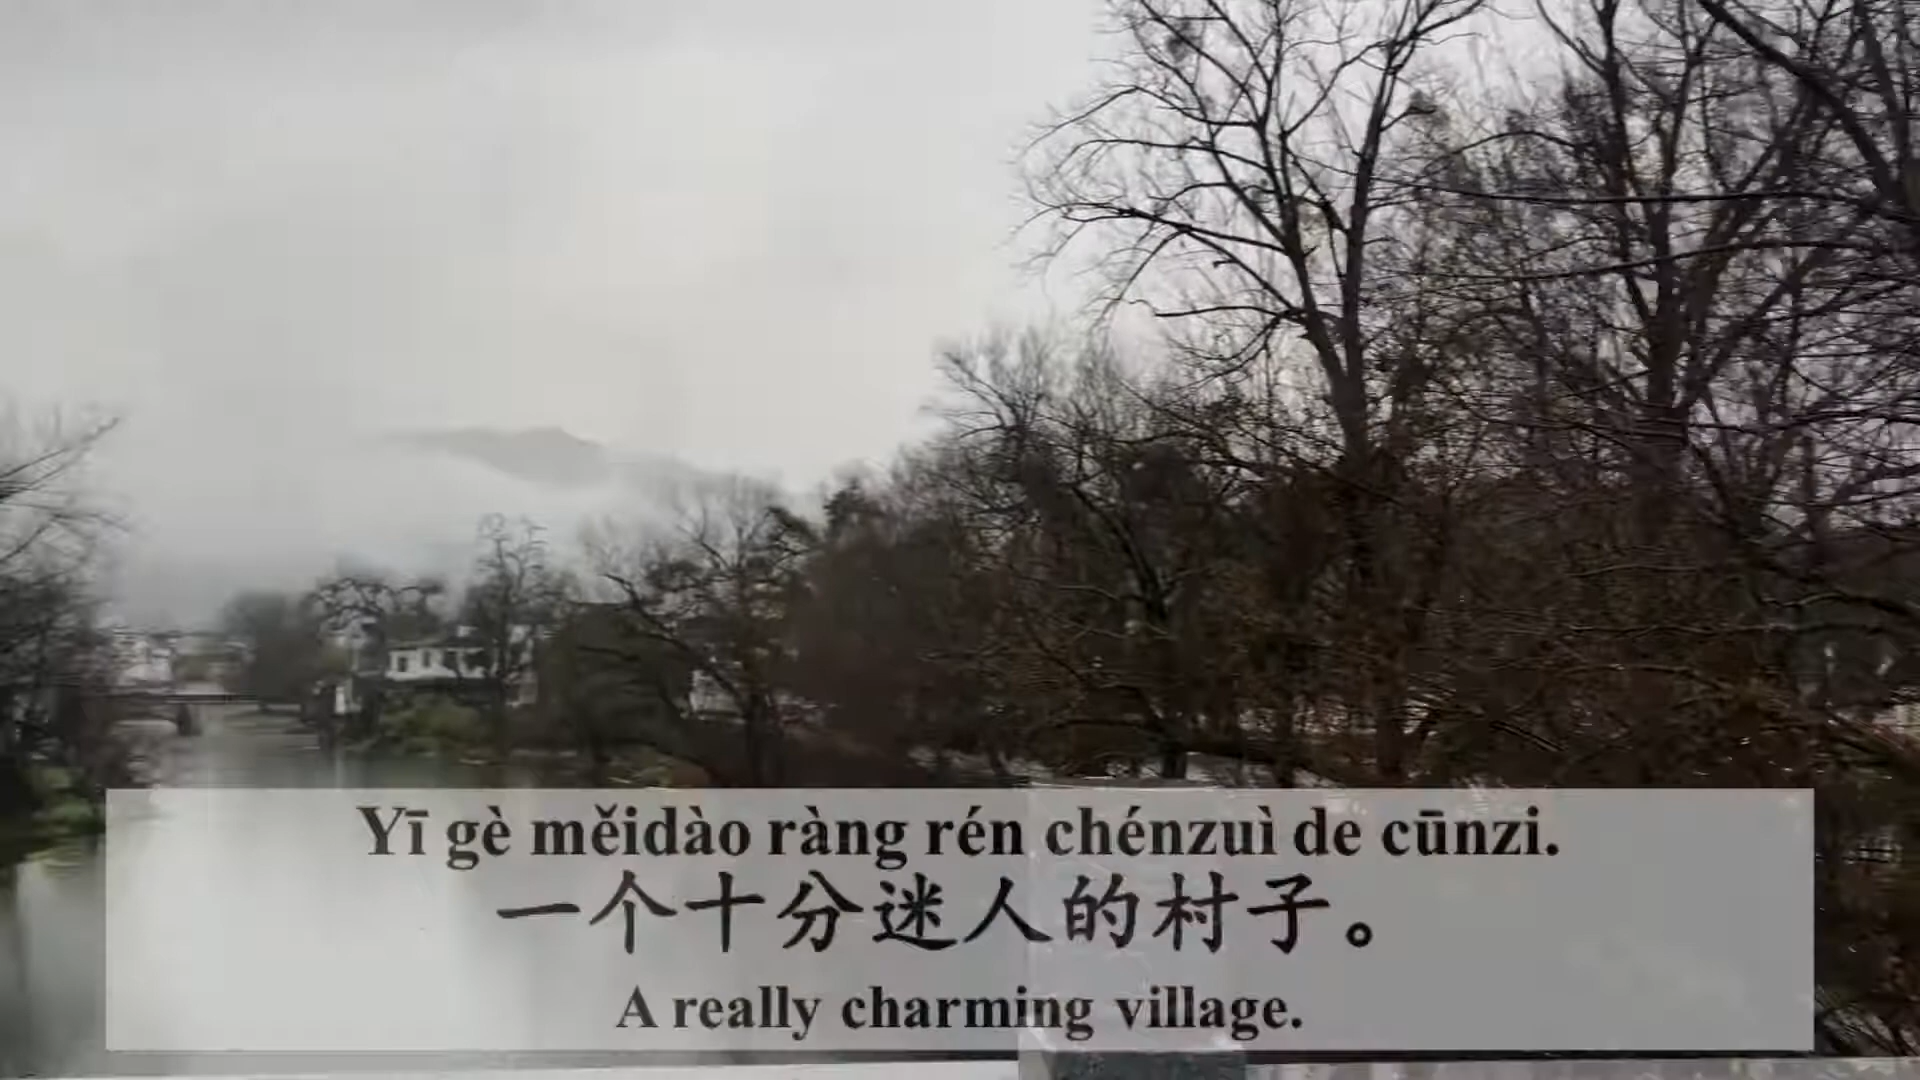 Yī gè měidào ràng rén chénzuì de cūnzi.
一个十分迷人的村子。
A really charming village.